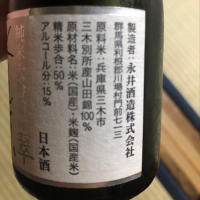 製造者：永井酒造株式会社
群馬県利根郡川場村門前七一三
原料米：兵庫県三木市
三木別所産山田錦100％
原材料名：米（国産）・米麹（国産米）
精米歩合：50％
アルコール分：15％
日本酒